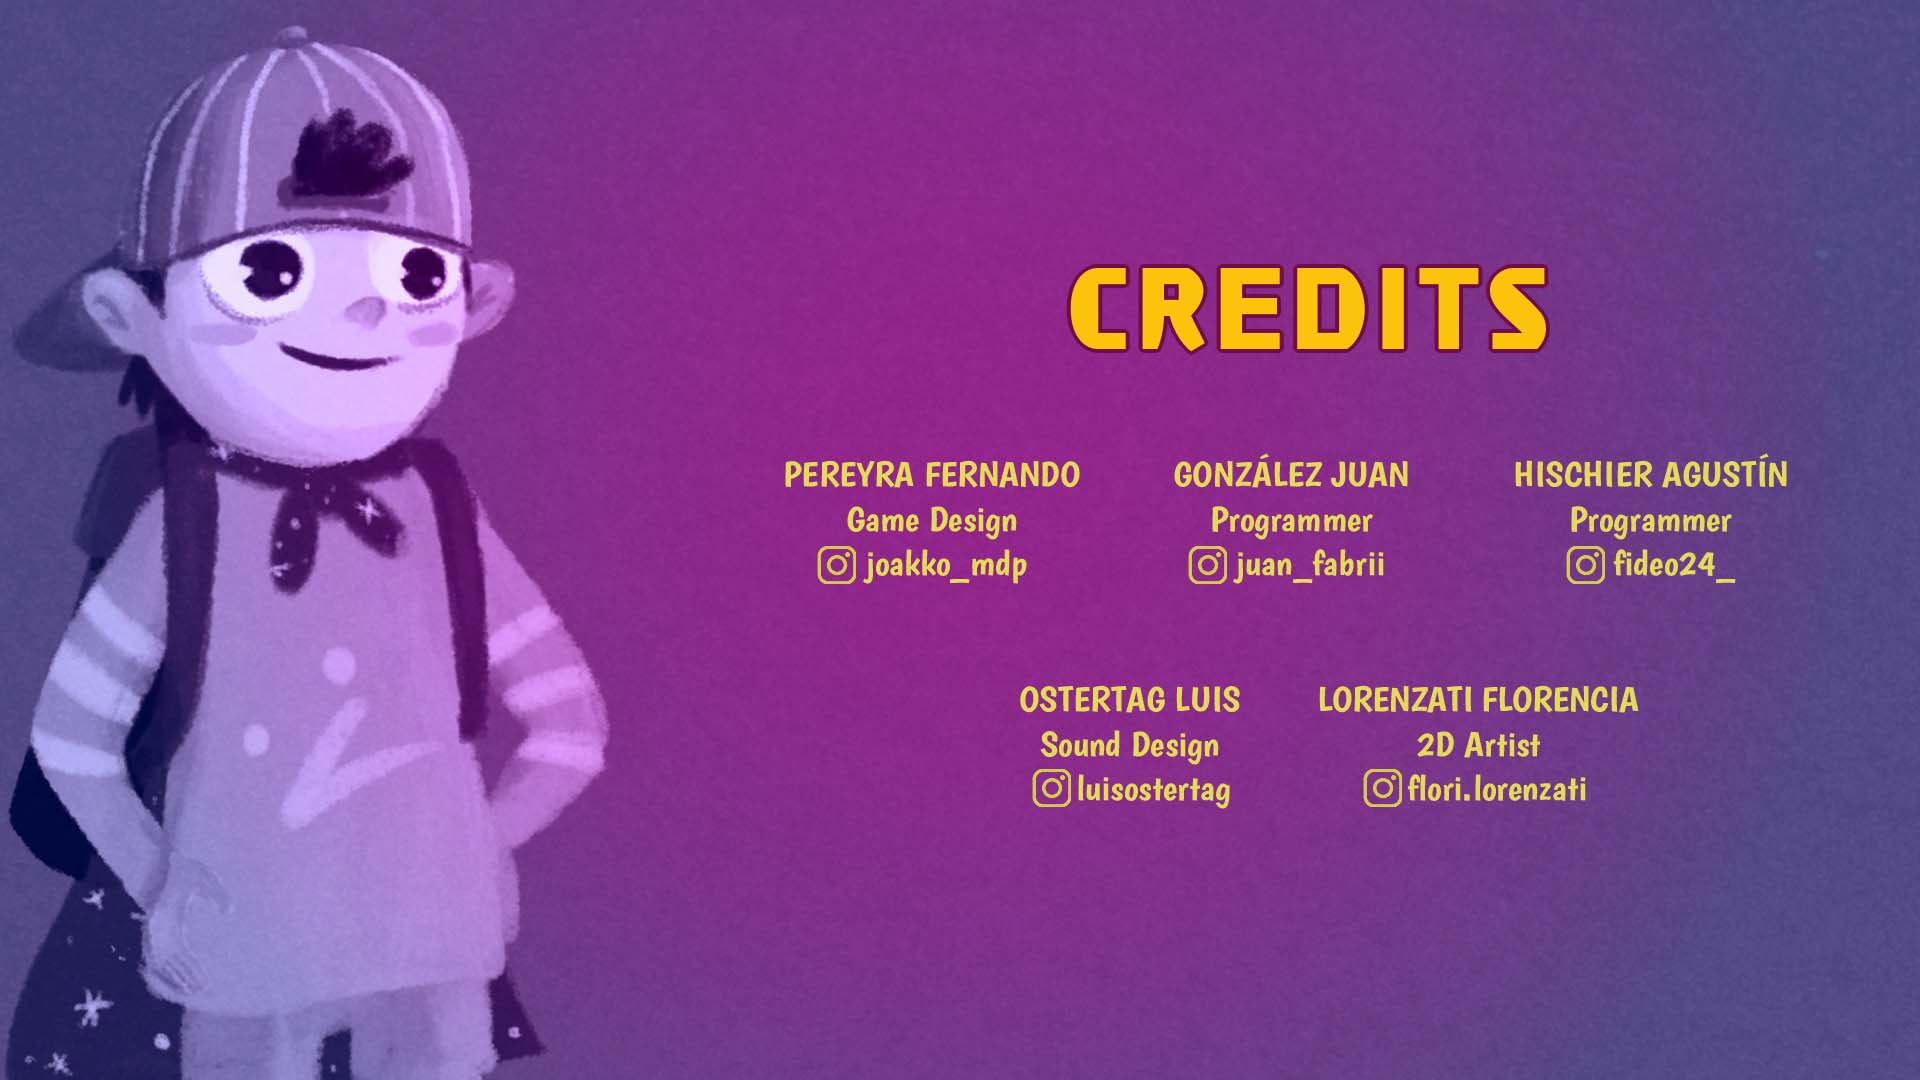 CREDITS
PEREYRA FERNANDO
Game Design
joakko_mdp
GONZÁLEZ JUAN
Programmer
juan_fabrii
HISCHIER AGUSTÍN
Programmer
fideo24_
OSTERTAG LUIS
Sound Design
luisostertag
LORENZATI FLORENCIA
2D Artist
flori.lorenzati